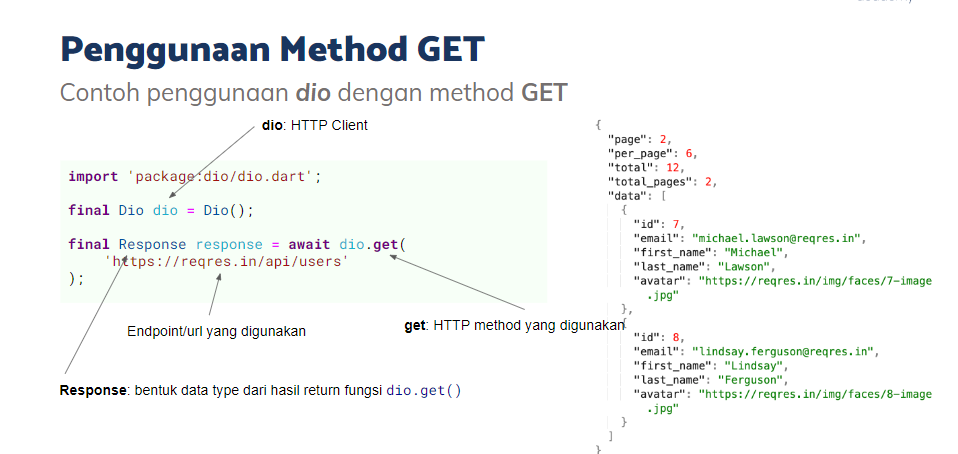 Penggunaan Method GET
Contoh penggunaan dio dengan method GET
dio: HTTP Client
import 'package:dio/dio.dart';
final Dio dio = Dio();
final Response response = await dio.get(
'https://reqres.in/api/users'
);
Endpoint/url yang digunakan
get: HTTP method yang digunakan
Response: bentuk data type dari hasil return fungsi dio.get()
{
"page": 2,
"per_page": 6,
"total": 12,
"total_pages": 2,
"data": [
{
"id": 7,
"email": "michael.lawson@reqres.in",
"first_name": "Michael",
"last_name": "Lawson",
"avatar": "https://reqres.in/img/faces/7-image
.jpg"
},
{
"id": 8,
"email": "lindsay.ferguson@reqres.in",
"first_name": "Lindsay",
"last_name": "Ferguson",
"avatar": "https://reqres.in/img/faces/8-image
.jpg"
}
]
}